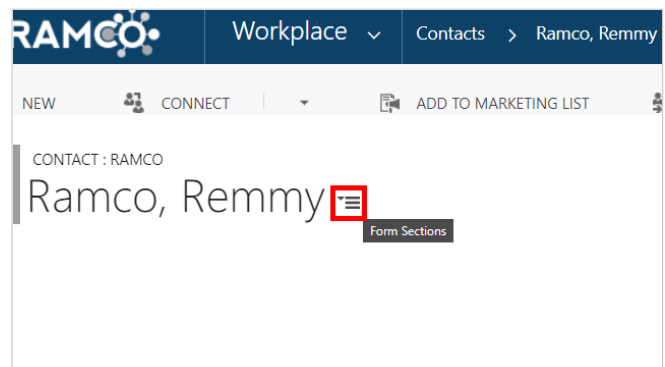 RAMCO
Workplace
Contacts > Ramco, Remmy
NEW
CONNECT
ADD TO MARKETING LIST
CONTACT : RAMCO
Ramco, Remmy
Form Sections